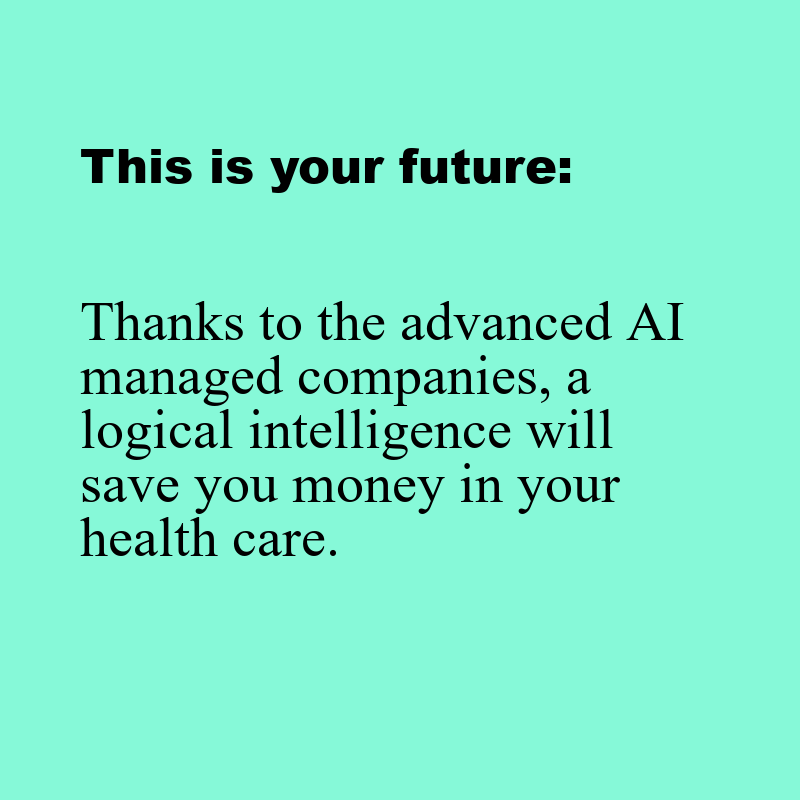 This is your future:
Thanks to the advanced AI
managed companies, a
logical intelligence will
save you money in your
health care.